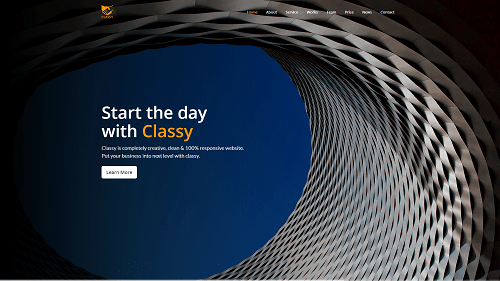 CLASSY
Home About Service Works Team Price News Contact
Start the day
with Classy
Classy is completely creative, clean & 100% responsive website.
Put your business into next level with classy.
Learn More